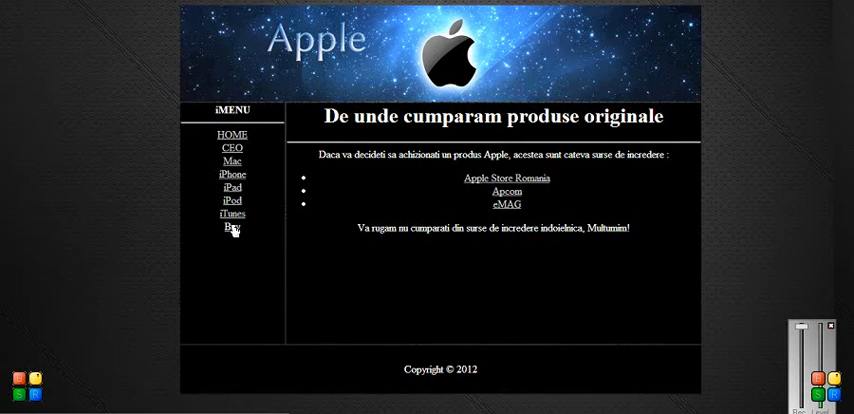 Apple
iMENU
HOME
CEO
Mac
iPhone
iPad
iPod
iTunes
De unde cumparam produse originale
Daca va decideti sa achizionati un produs Apple, acestea sunt cateva surse de incredere :
Apple Store Romania
Apcom
eMAG
Va rugam nu cumparati din surse de incredere indoielnica, Multumim!
Copyright © 2012